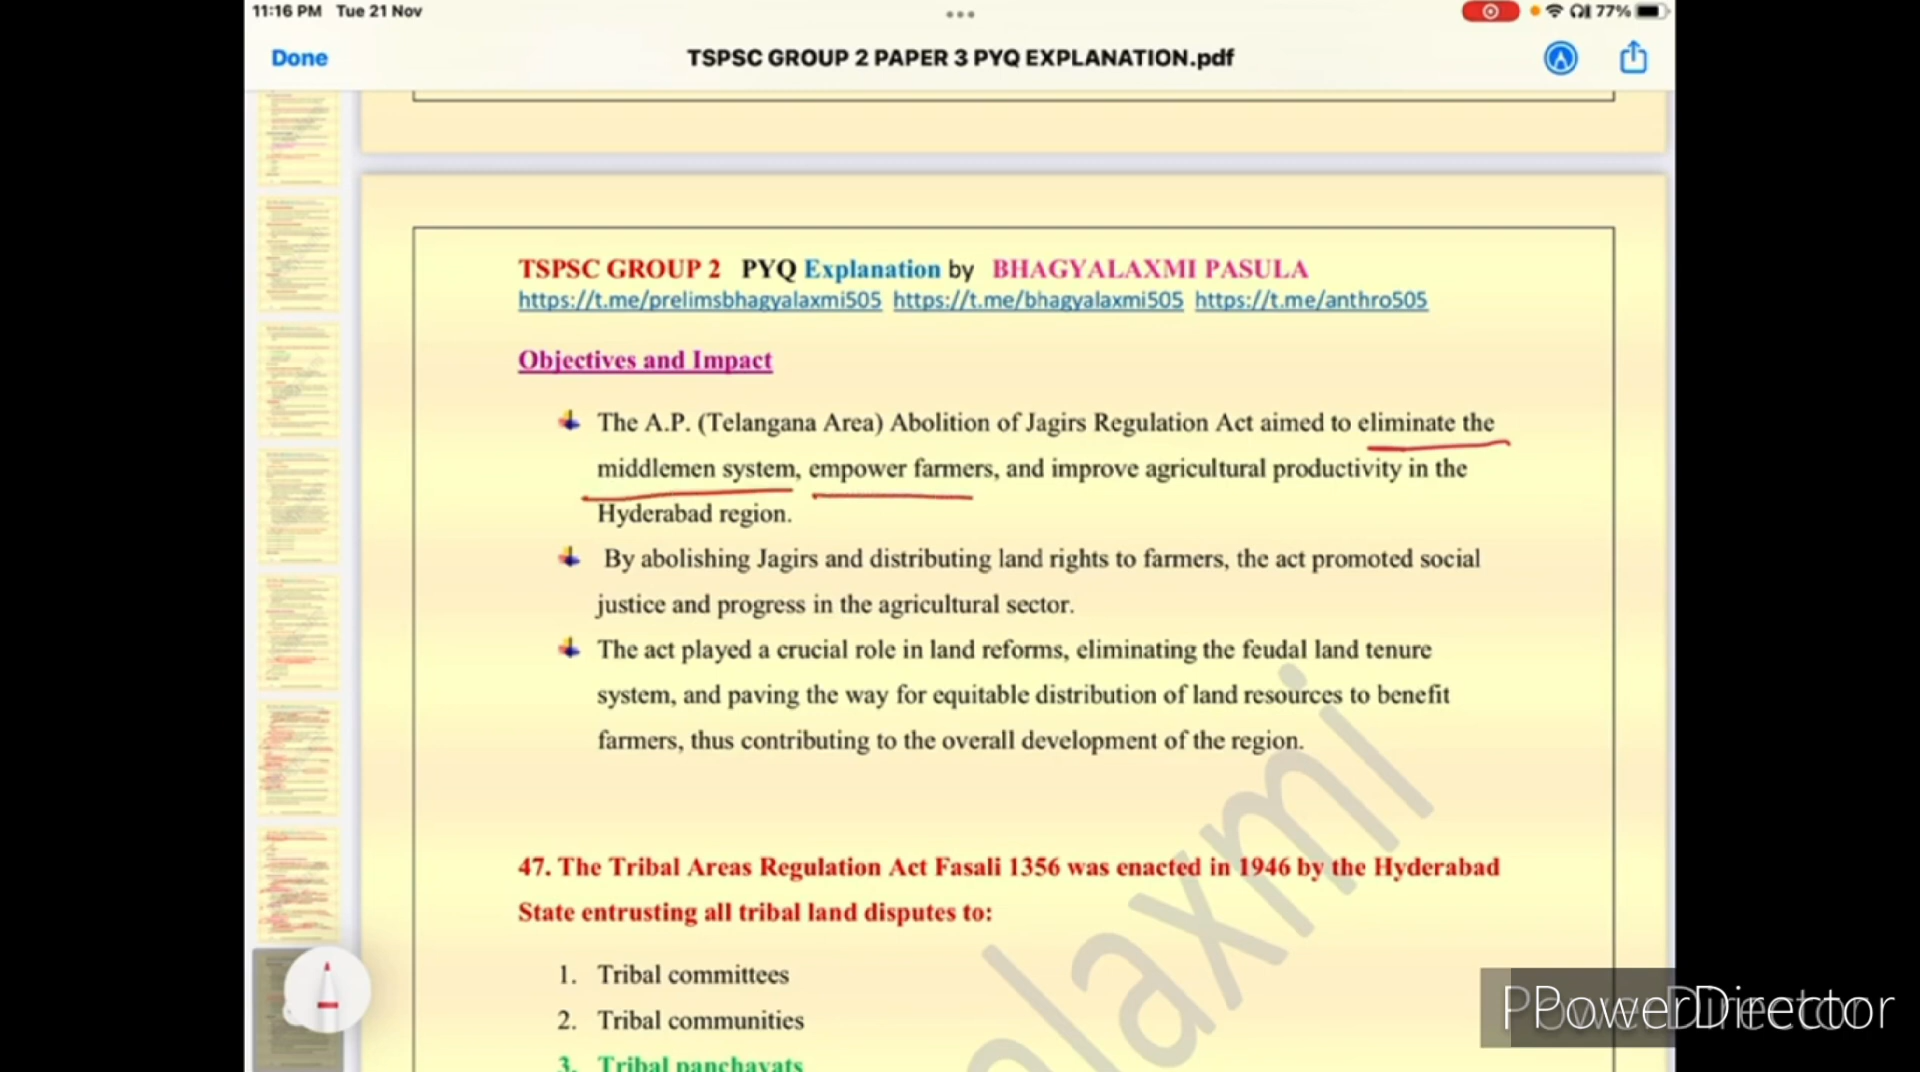 11:16 PM Tue 21 Nov
77%
Done
TSPSC GROUP 2 PAPER 3 PYQ EXPLANATION.pdf
TSPSC GROUP 2 PYQ Explanation by BHAGYALAXMI PASULA
https://t.me/prelimsbhagyalaxmi505 https://t.me/bhagyalaxmi505 https://t.me/anthro505
Objectives and Impact
The A.P. (Telangana Area) Abolition of Jagirs Regulation Act aimed to eliminate the
middlemen system, empower farmers, and improve agricultural productivity in the
Hyderabad region.
By abolishing Jagirs and distributing land rights to farmers, the act promoted social
justice and progress in the agricultural sector.
The act played a crucial role in land reforms, eliminating the feudal land tenure
system, and paving the way for equitable distribution of land resources to benefit
farmers, thus contributing to the overall development of the region.
47. The Tribal Areas Regulation Act Fasali 1356 was enacted in 1946 by the Hyderabad
State entrusting all tribal land disputes to:
1. Tribal committees
2. Tribal communities
3. Tribal panchayats
laxmi
PowerDirector